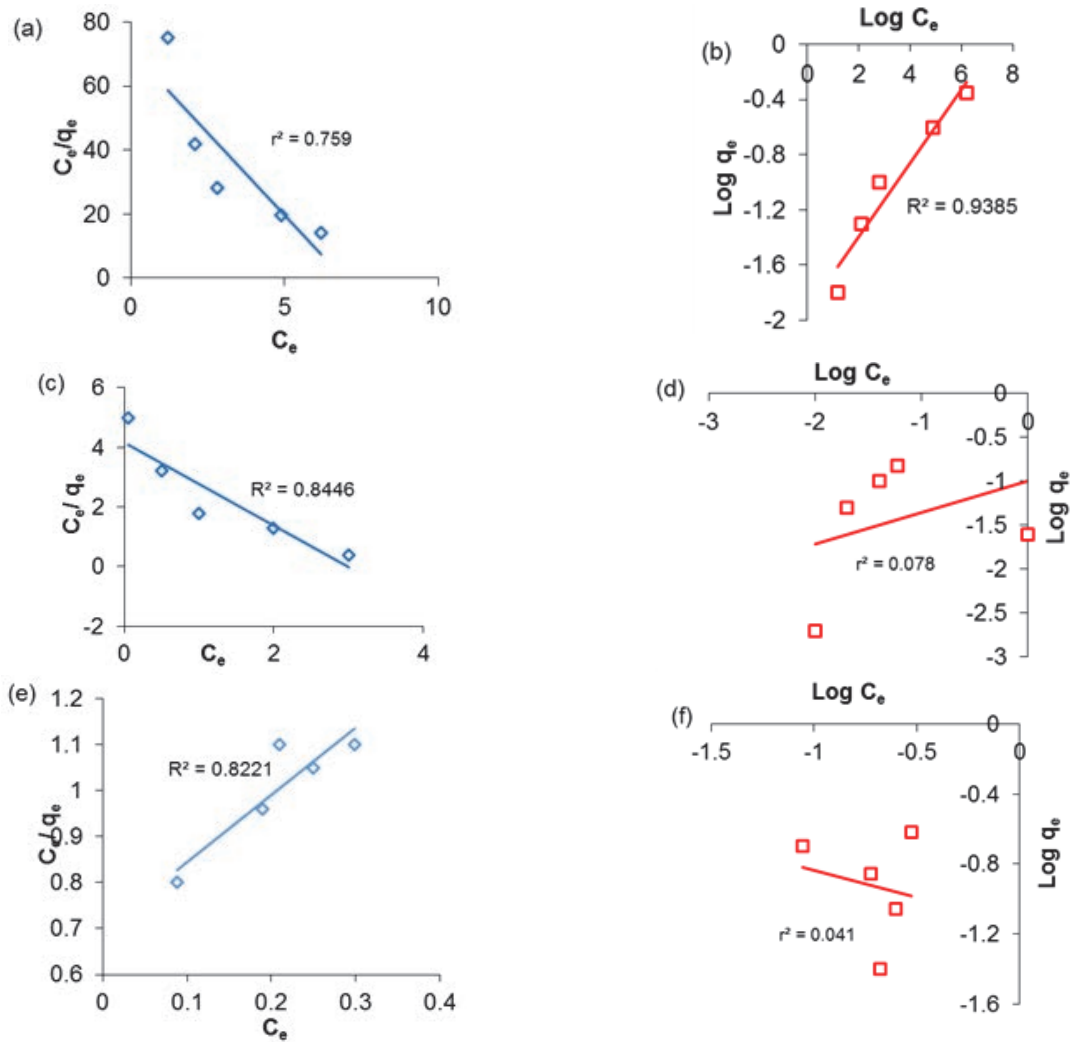 (a)
80
60
40
20
0
Ce/qe
r² = 0.759
0
5
10
Ce
(b)
Log Ce
0
0
2
4
6
8
-0.4
-0.8
-1.2
-1.6
-2
Log qe
R² = 0.9385
(c)
6
4
2
0
-2
Ce/ qe
R² = 0.8446
0
2
4
Ce
(d)
Log Ce
-3
-2
-1
0
0
-0.5
-1
-1.5
-2
-2.5
-3
Log qe
r² = 0.078
(e)
1.2
1.1
1
0.9
0.8
0.7
0.6
Ce/ qe
R² = 0.8221
0
0.1
0.2
0.3
0.4
Ce
(f)
Log Ce
-1.5
-1
-0.5
0
0
-0.4
-0.8
-1.2
-1.6
Log qe
r² = 0.041